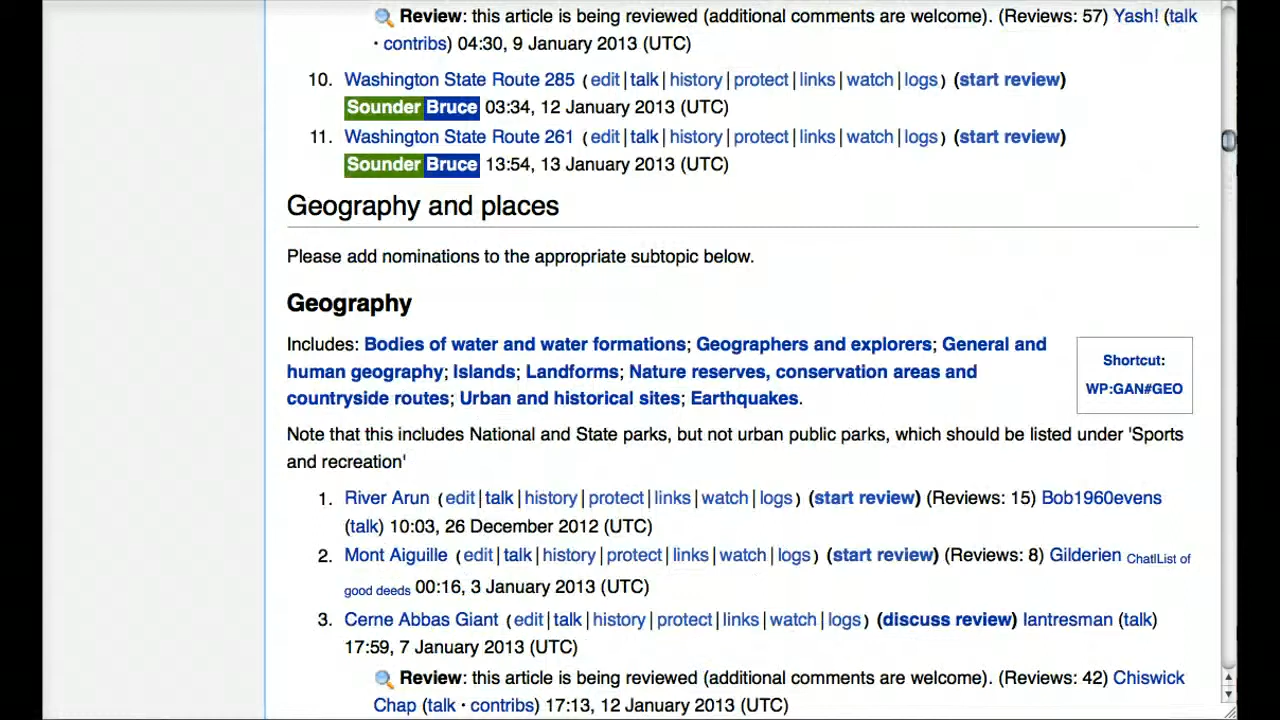 Review: this article is being reviewed (additional comments are welcome). (Reviews: 57) Yash! (talk
· contribs) 04:30, 9 January 2013 (UTC)
10. Washington State Route 285 (edit|talk|history|protect|links|watch|logs) (start review)
Sounder Bruce 03:34, 12 January 2013 (UTC)
11. Washington State Route 261 (edit|talk|history|protect|links|watch|logs) (start review)
Sounder Bruce 13:54, 13 January 2013 (UTC)
Geography and places
Please add nominations to the appropriate subtopic below.
Geography
Includes: Bodies of water and water formations; Geographers and explorers; General and
human geography; Islands; Landforms; Nature reserves, conservation areas and
countryside routes; Urban and historical sites; Earthquakes.
Shortcut:
WP:GAN#GEO
Note that this includes National and State parks, but not urban public parks, which should be listed under 'Sports
and recreation'
1. River Arun (edit|talk|history|protect|links|watch|logs) (start review) (Reviews: 15) Bob1960evens
(talk) 10:03, 26 December 2012 (UTC)
2. Mont Aiguille (edit|talk|history|protect|links|watch|logs) (start review) (Reviews: 8) Gilderien Chat|List of
good deeds 00:16, 3 January 2013 (UTC)
3. Cerne Abbas Giant (edit|talk|history|protect|links|watch|logs) (discuss review) Iantresman (talk)
17:59, 7 January 2013 (UTC)
Review: this article is being reviewed (additional comments are welcome). (Reviews: 42) Chiswick
Chap (talk · contribs) 17:13, 12 January 2013 (UTC)